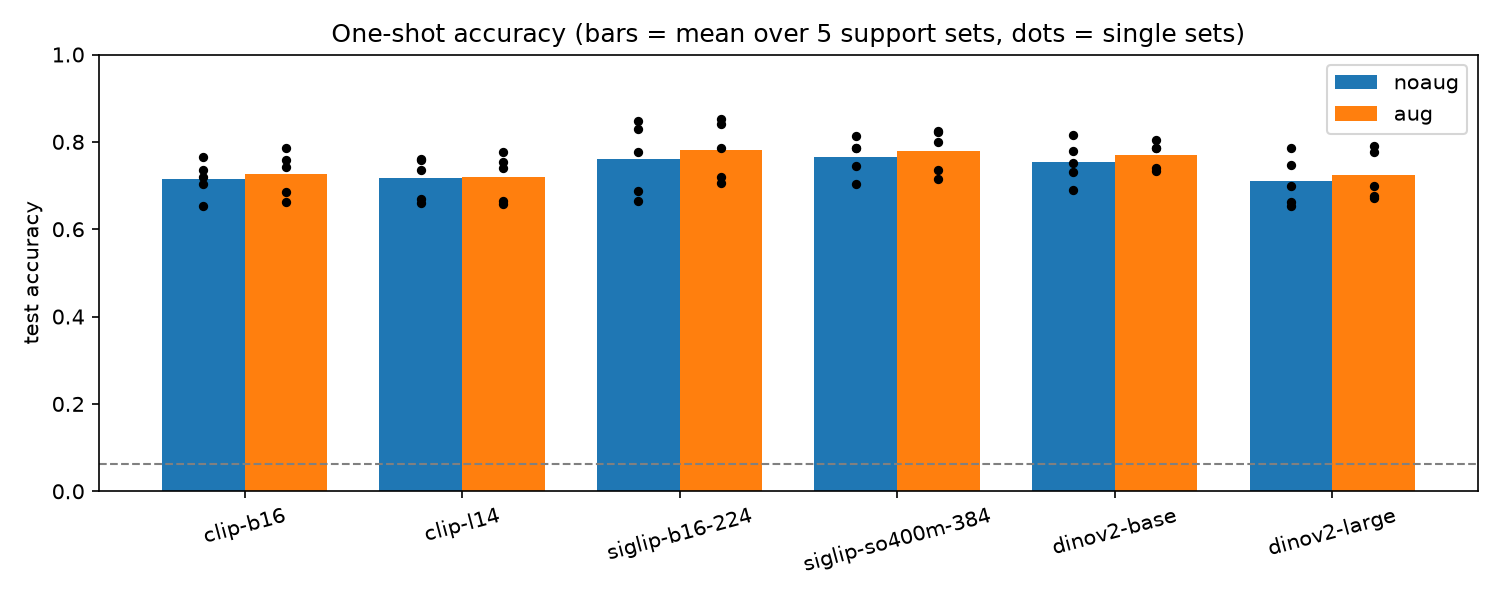 One-shot accuracy (bars = mean over 5 support sets, dots = single sets)
noaug
aug
test accuracy
1.0
0.8
0.6
0.4
0.2
0.0
clip-b16
clip-l14
siglip-b16-224
siglip-so400m-384
dinov2-base
dinov2-large